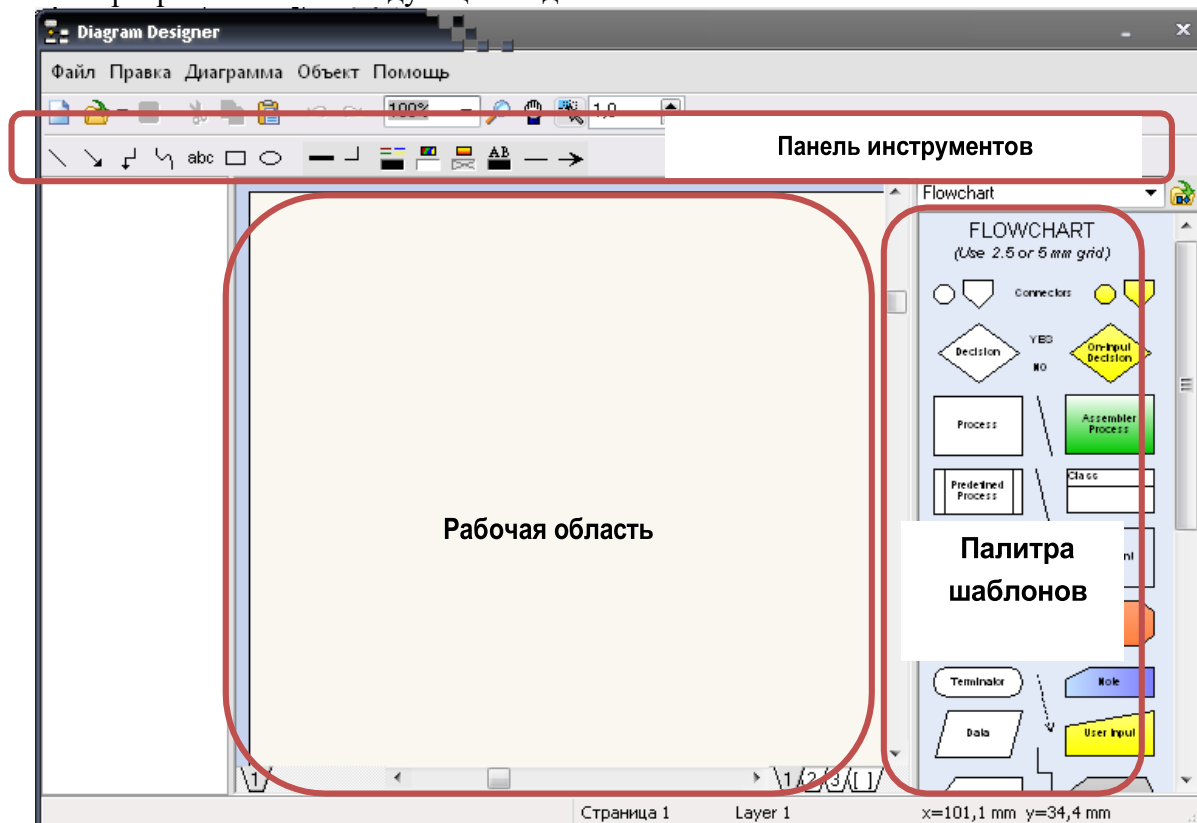 Diagram Designer
Файл Правка Диаграмма Объект Помощь
100%
1,0
Панель инструментов
abc
AB
Flowchart
FLOWCHART
(Use 2.5 or 5 mm grid)
Connectors
Decision
YES
NO
On-Input
Decision
Process
Assembler
Process
Predefined
Process
Class
Рабочая область
Палитра
шаблонов
Terminator
Note
Data
User Input
1
1 2 3 [ ]
Страница 1 Layer 1 x=101,1 mm y=34,4 mm